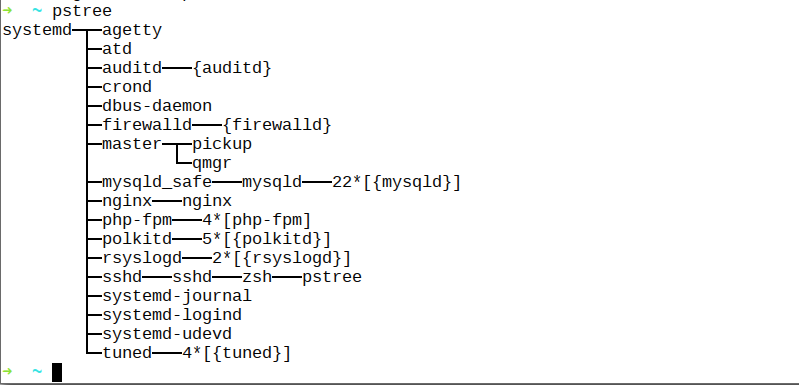 ➜  ~ pstree
systemd─┬─agetty
        ├─atd
        ├─auditd───{auditd}
        ├─crond
        ├─dbus-daemon
        ├─firewalld───{firewalld}
        ├─master─┬─pickup
        │        └─qmgr
        ├─mysqld_safe───mysqld───22*[{mysqld}]
        ├─nginx───nginx
        ├─php-fpm───4*[php-fpm]
        ├─polkitd───5*[{polkitd}]
        ├─rsyslogd───2*[{rsyslogd}]
        ├─sshd───sshd───zsh───pstree
        ├─systemd-journal
        ├─systemd-logind
        ├─systemd-udevd
        └─tuned───4*[{tuned}]
➜  ~